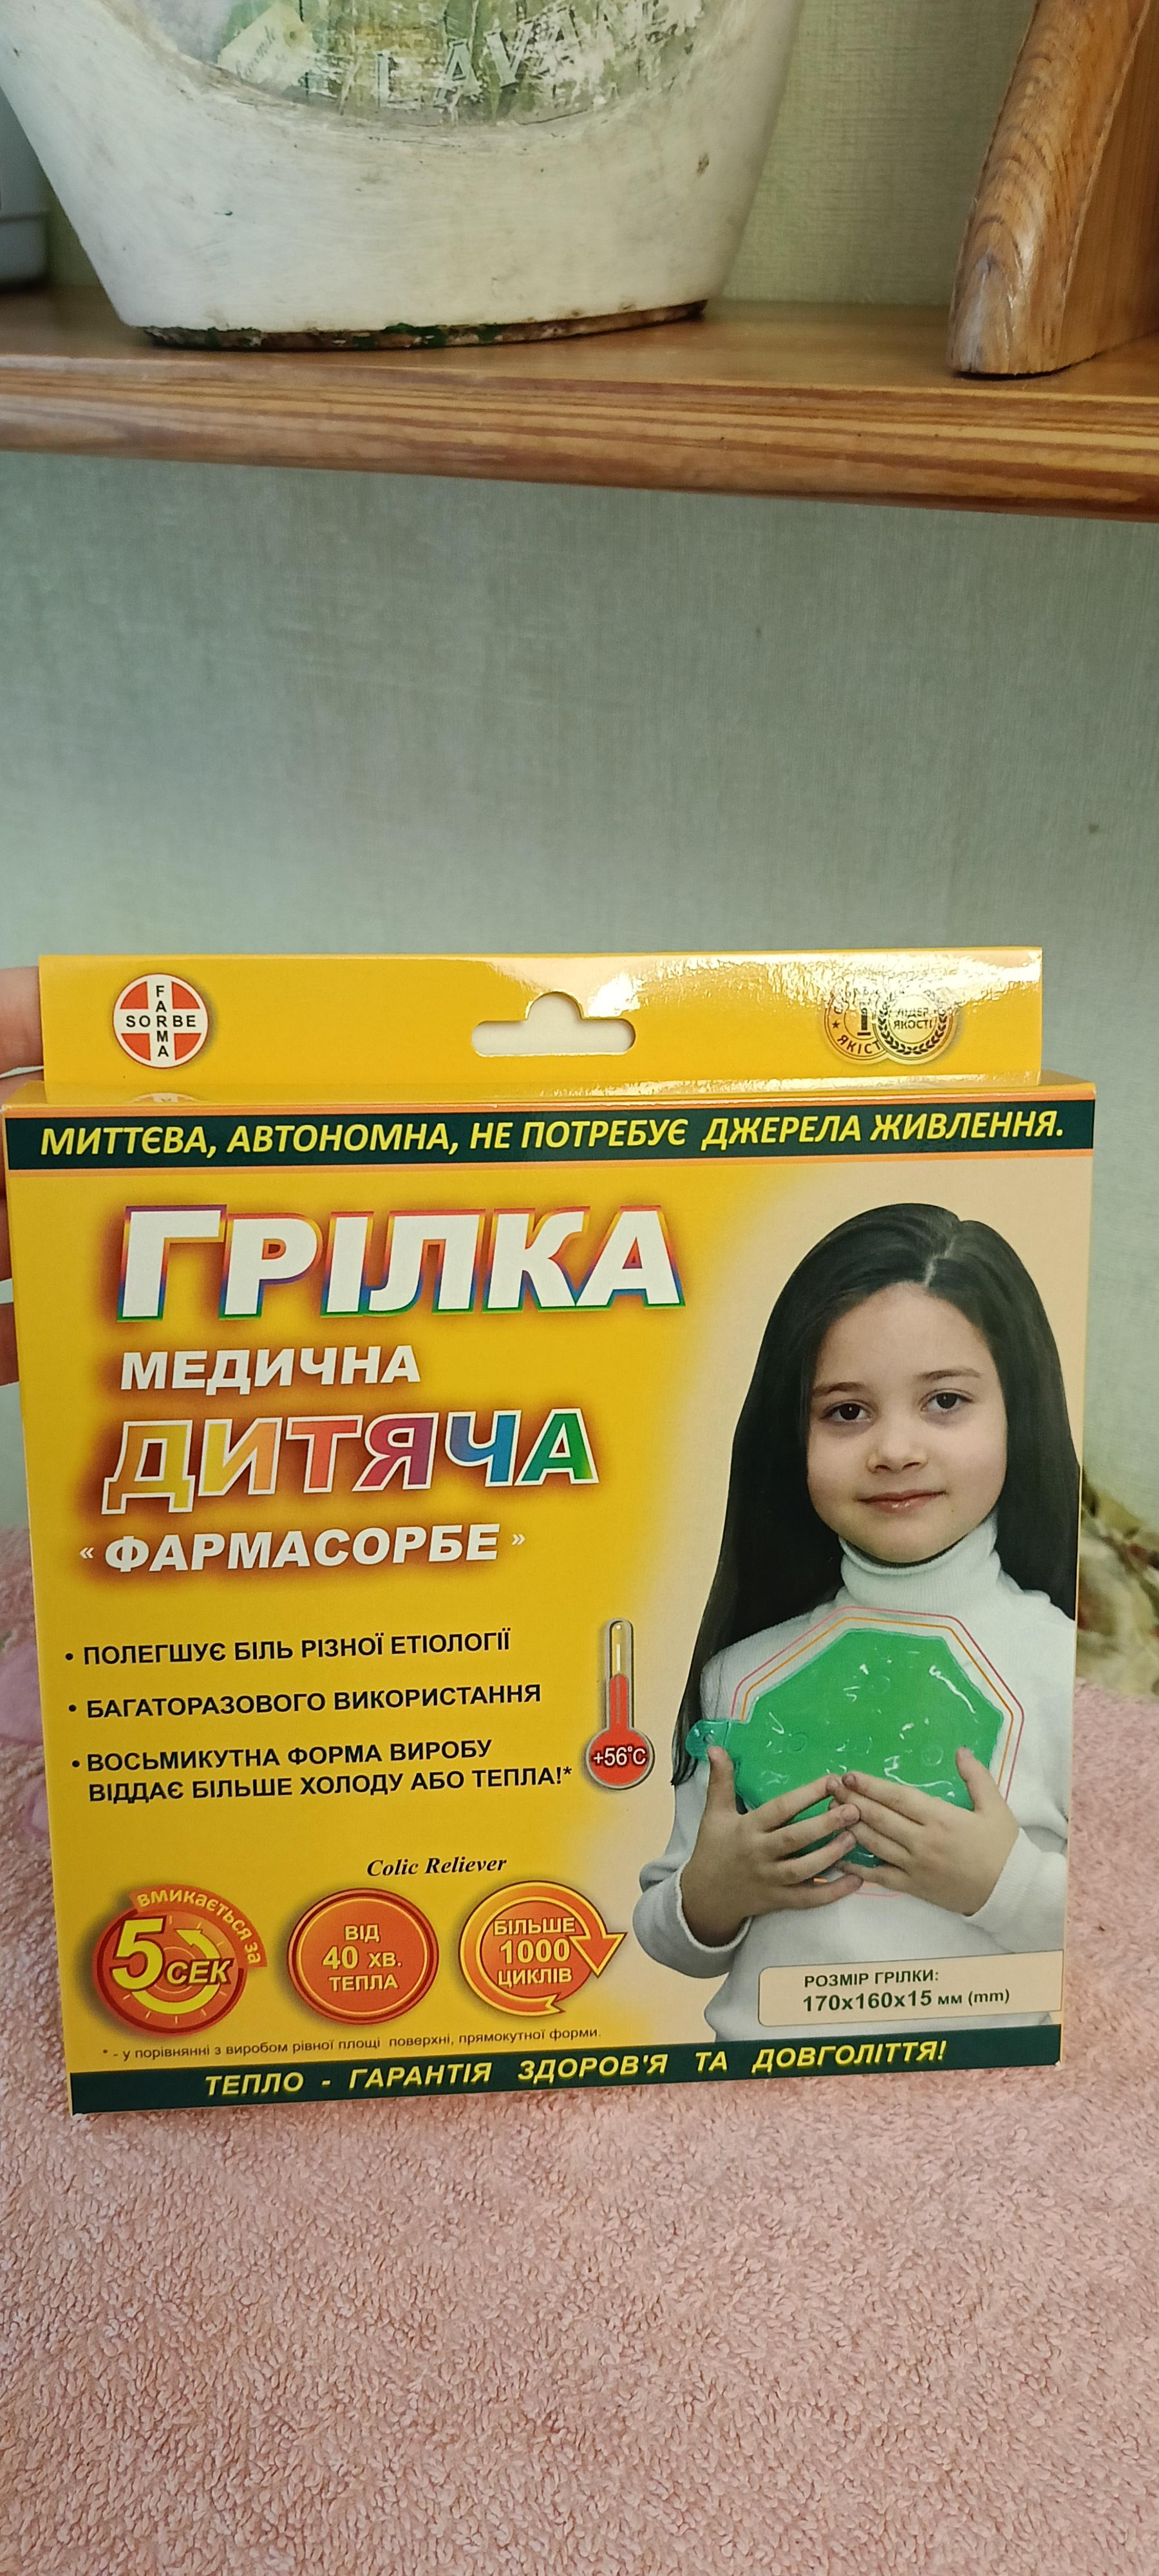 LAVA
FARMA
SORBE
ЛІДЕР
ЯКОСТІ
МИТТЄВА, АВТОНОМНА, НЕ ПОТРЕБУЄ ДЖЕРЕЛА ЖИВЛЕННЯ.
ГРІЛКА
МЕДИЧНА
ДИТЯЧА
«ФАРМАСОРБЕ»
• ПОЛЕГШУЄ БІЛЬ РІЗНОЇ ЕТІОЛОГІЇ
• БАГАТОРАЗОВОГО ВИКОРИСТАННЯ
• ВОСЬМИКУТНА ФОРМА ВИРОБУ
ВІДДАЄ БІЛЬШЕ ХОЛОДУ АБО ТЕПЛА!*
+56°C
Colic Reliever
вмикається за
5 СЕК
ВІД
40 ХВ.
ТЕПЛА
БІЛЬШЕ
1000
ЦИКЛІВ
РОЗМІР ГРІЛКИ:
170x160x15 мм (mm)
* - у порівнянні з виробом рівної площі поверхні, прямокутної форми.
ТЕПЛО - ГАРАНТІЯ ЗДОРОВ'Я ТА ДОВГОЛІТТЯ!